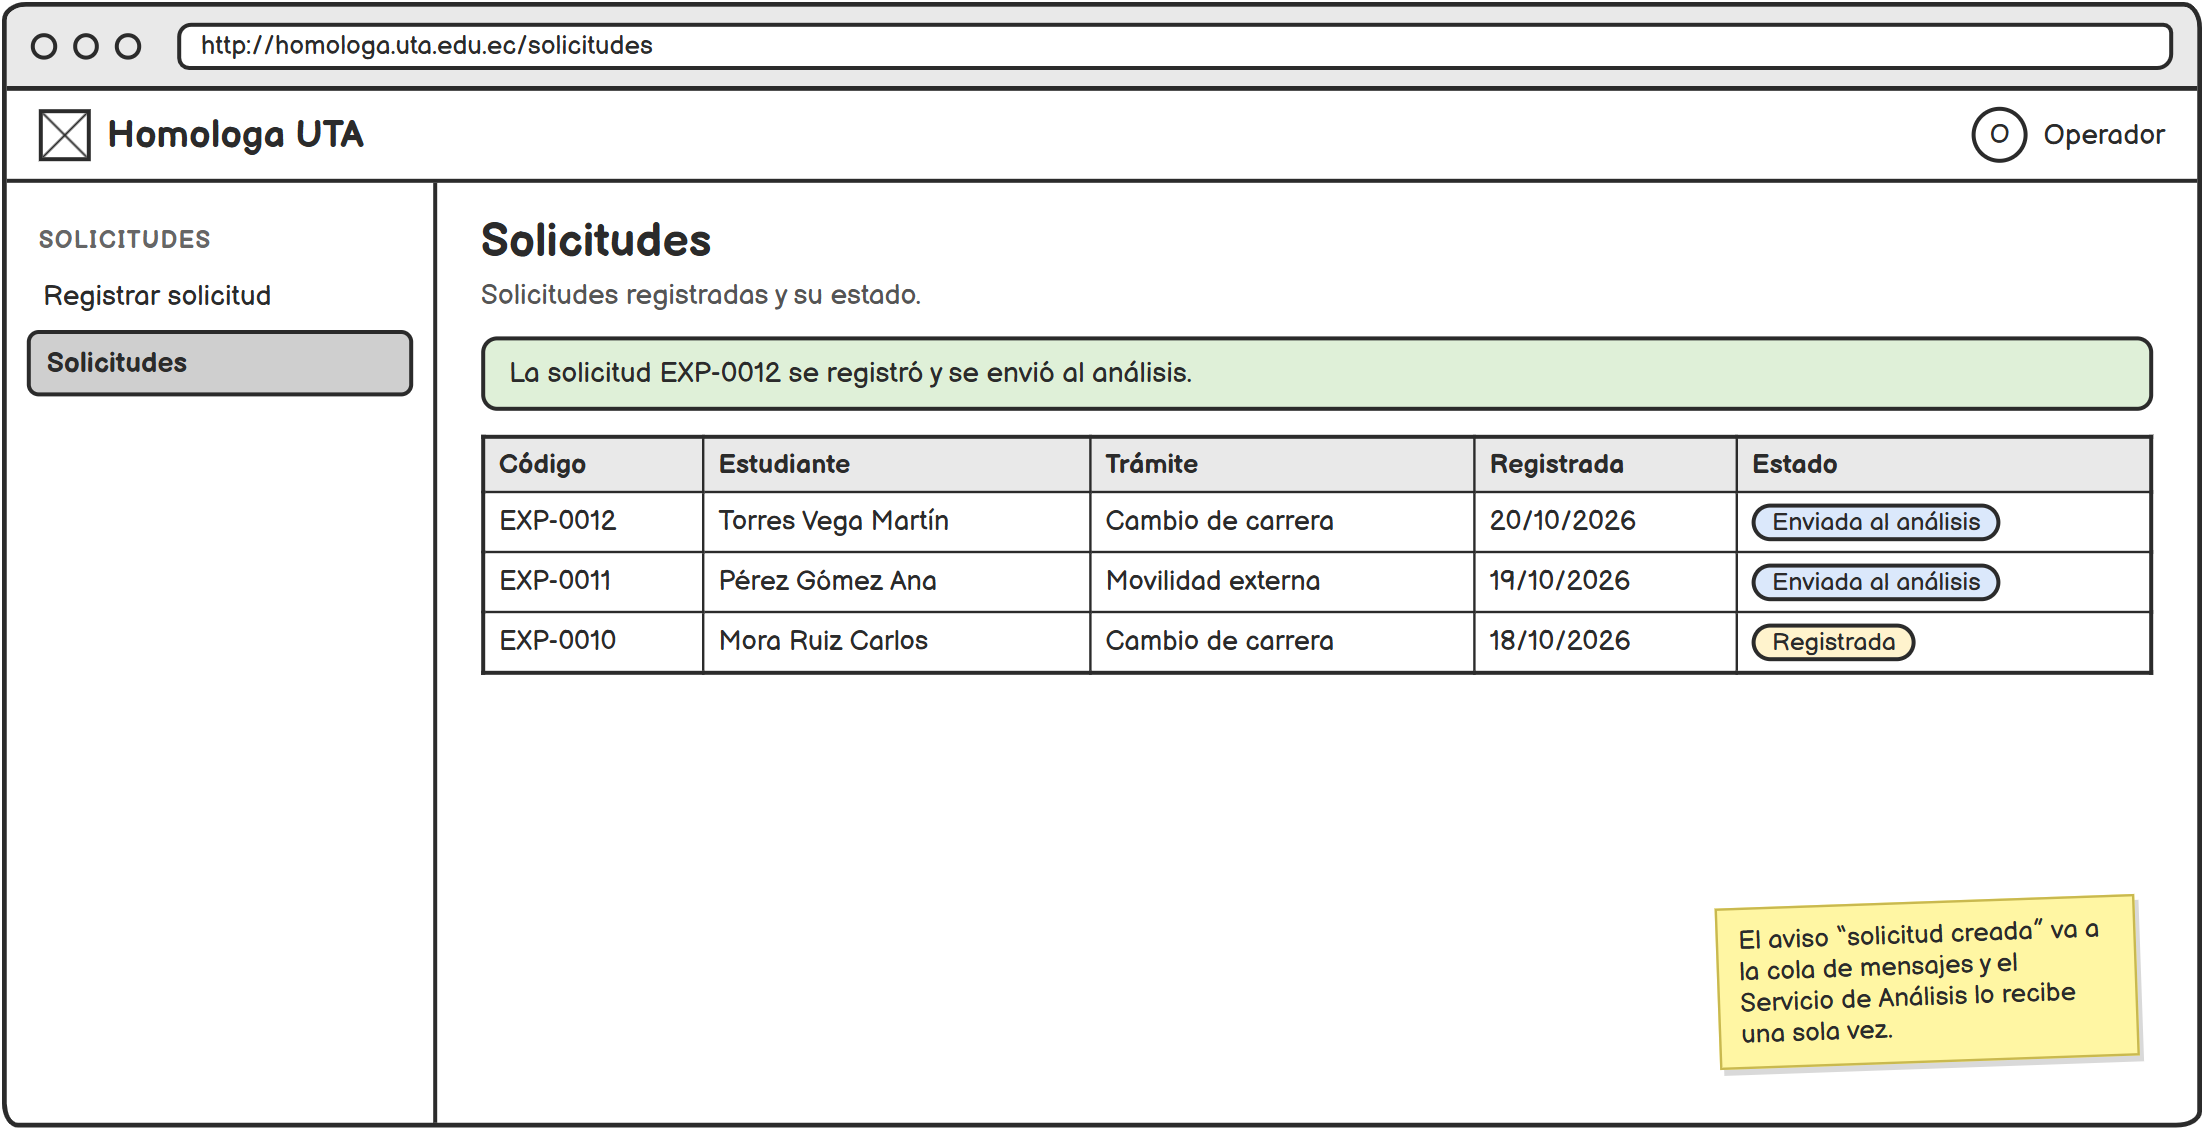 http://homologa.uta.edu.ec/solicitudes
Homologa UTA
O Operador
SOLICITUDES
Registrar solicitud
Solicitudes
Solicitudes
Solicitudes registradas y su estado.
La solicitud EXP-0012 se registró y se envió al análisis.
Código Estudiante Trámite Registrada Estado
EXP-0012 Torres Vega Martín Cambio de carrera 20/10/2026 Enviada al análisis
EXP-0011 Pérez Gómez Ana Movilidad externa 19/10/2026 Enviada al análisis
EXP-0010 Mora Ruiz Carlos Cambio de carrera 18/10/2026 Registrada
El aviso “solicitud creada” va a
la cola de mensajes y el
Servicio de Análisis lo recibe
una sola vez.